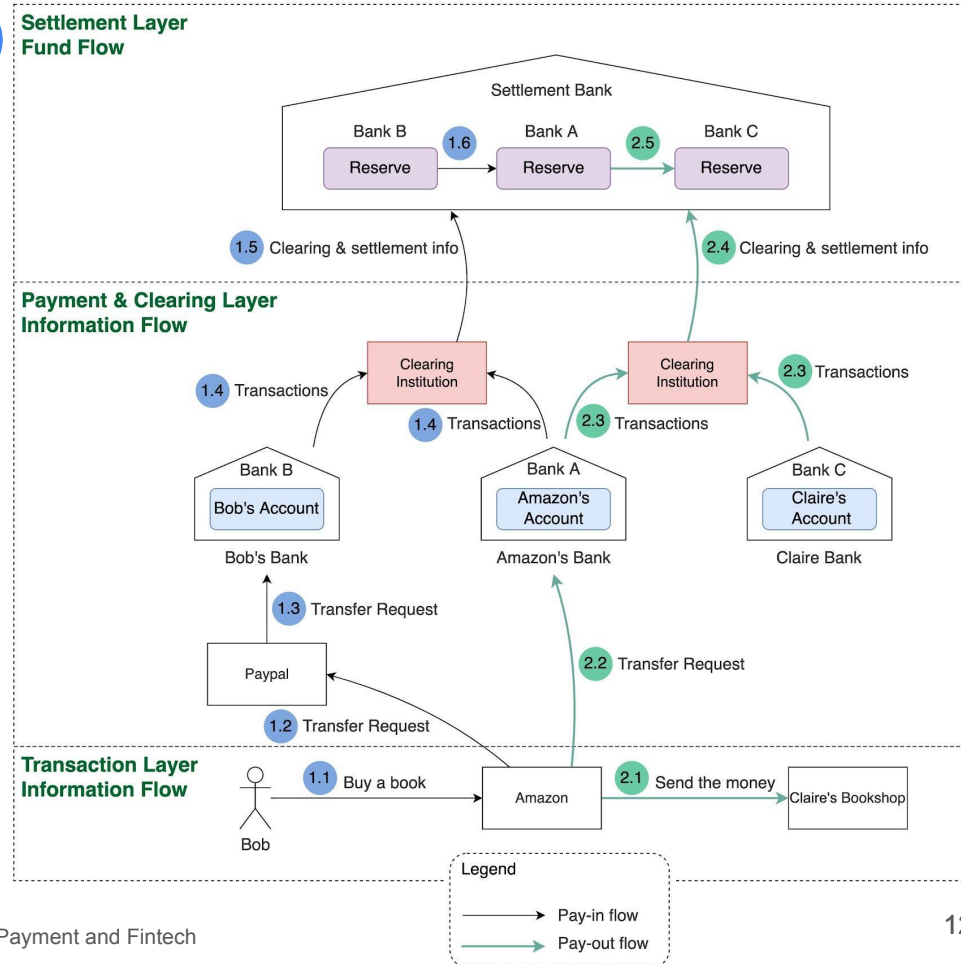 Settlement Layer
Fund Flow
Settlement Bank
Bank B
Bank A
Bank C
1.6
2.5
Reserve
Reserve
Reserve
1.5 Clearing & settlement info
2.4 Clearing & settlement info
Payment & Clearing Layer
Information Flow
Clearing
Institution
Clearing
Institution
1.4 Transactions
1.4 Transactions
2.3 Transactions
2.3 Transactions
Bank B
Bob's Account
Bob's Bank
Bank A
Amazon's
Account
Amazon's Bank
Bank C
Claire's
Account
Claire Bank
1.3 Transfer Request
Paypal
2.2 Transfer Request
1.2 Transfer Request
Transaction Layer
Information Flow
Bob
1.1 Buy a book
Amazon
2.1 Send the money
Claire's Bookshop
Legend
Pay-in flow
Pay-out flow
Payment and Fintech